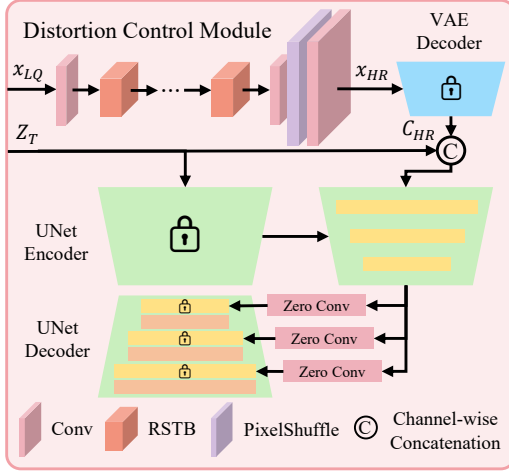 Distortion Control Module
VAE
Decoder
x_LQ
x_HR
...
C_HR
Z_T
C
UNet
Encoder
UNet
Decoder
Zero Conv
Zero Conv
Zero Conv
Conv
RSTB
PixelShuffle
C
Channel-wise
Concatenation